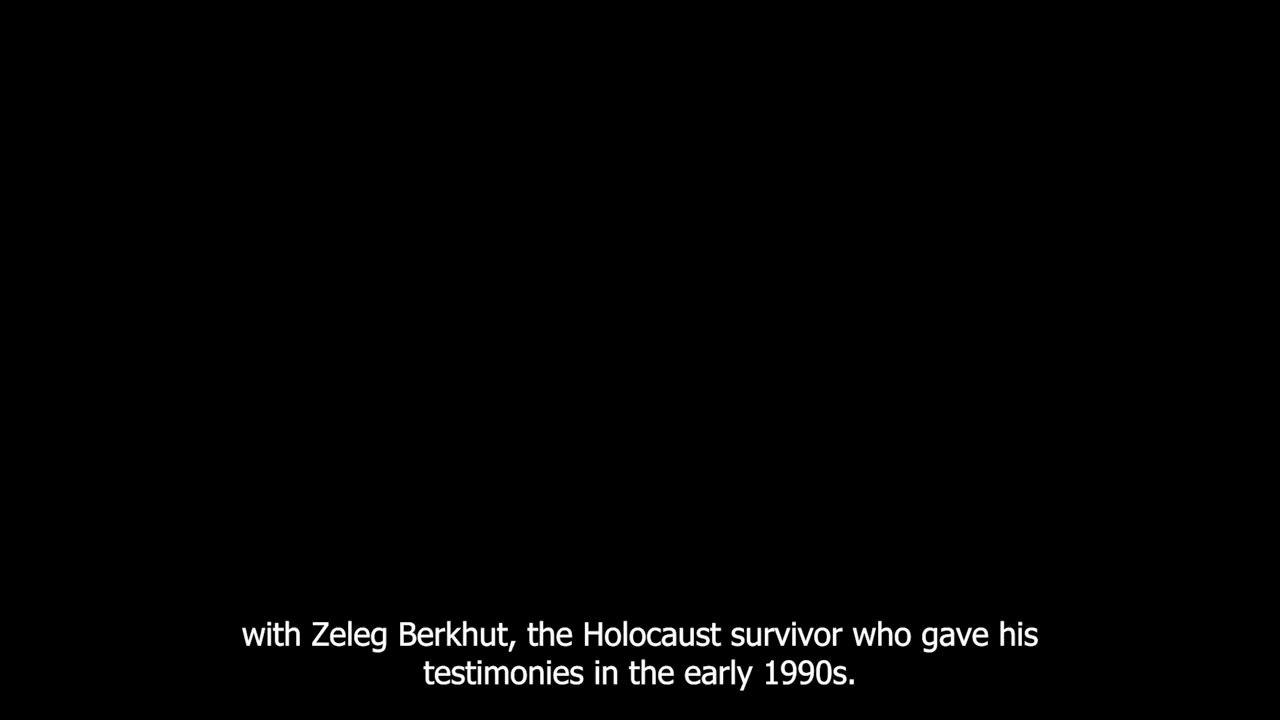 with Zeleg Berkhut, the Holocaust survivor who gave his
testimonies in the early 1990s.